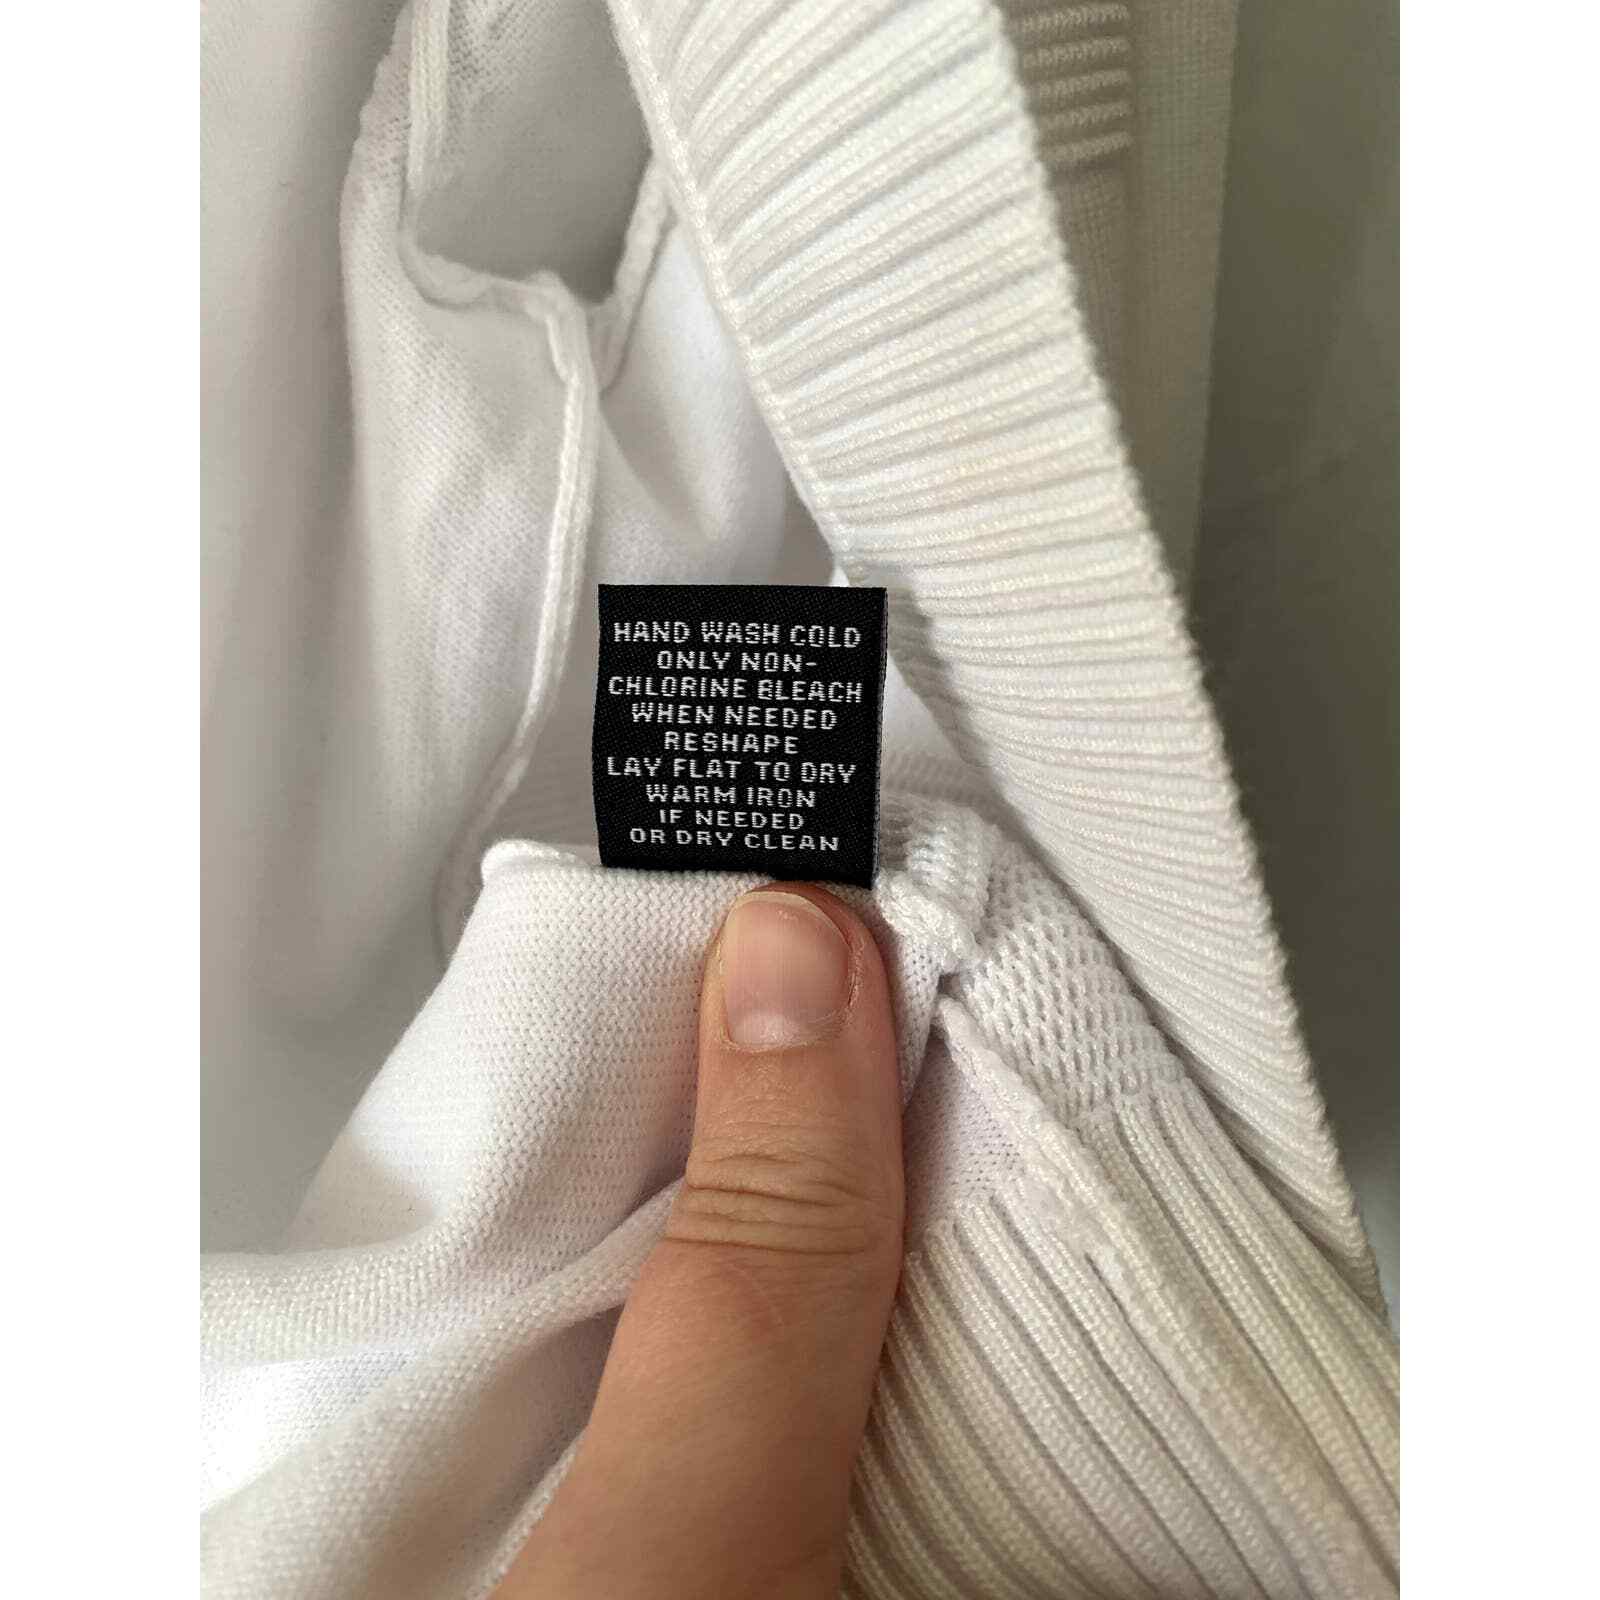 HAND WASH COLD
ONLY NON-
CHLORINE BLEACH
WHEN NEEDED
RESHAPE
LAY FLAT TO DRY
WARM IRON
IF NEEDED
OR DRY CLEAN